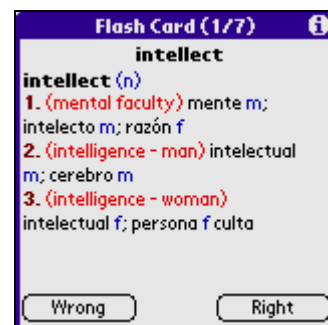 Flash Card (1/7) i
intellect
intellect (n)
1. (mental faculty) mente m;
intelecto m; razón f
2. (intelligence - man) intelectual
m; cerebro m
3. (intelligence - woman)
intelectual f; persona f culta
Wrong Right